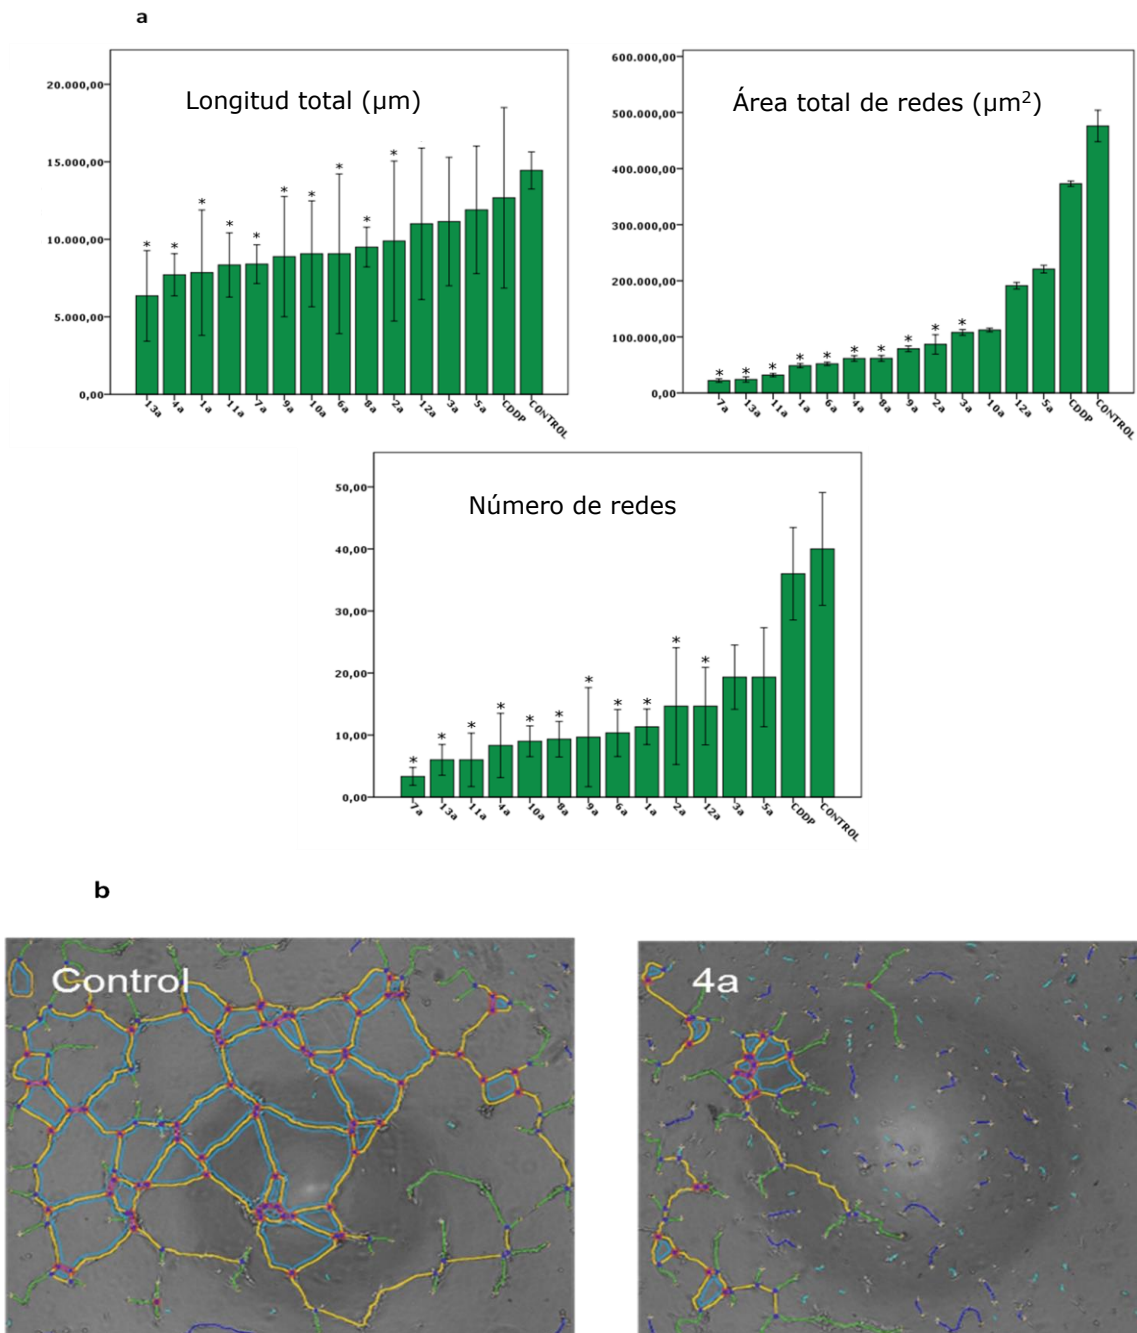 a
Longitud total (μm)
20.000,00
15.000,00
10.000,00
5.000,00
0,00
* * * * * * * * * *
13a 4a 1a 11a 7a 9a 10a 6a 8a 2a 12a 3a 5a CDDP CONTROL
Área total de redes (μm²)
600.000,00
500.000,00
400.000,00
300.000,00
200.000,00
100.000,00
0,00
* * * * * * * * * *
7a 13a 11a 1a 6a 4a 8a 9a 2a 3a 10a 12a 5a CDDP CONTROL
Número de redes
50,00
40,00
30,00
20,00
10,00
0,00
* * * * * * * * * * *
7a 13a 11a 4a 10a 8a 9a 6a 1a 2a 12a 3a 5a CDDP CONTROL
b
Control
4a